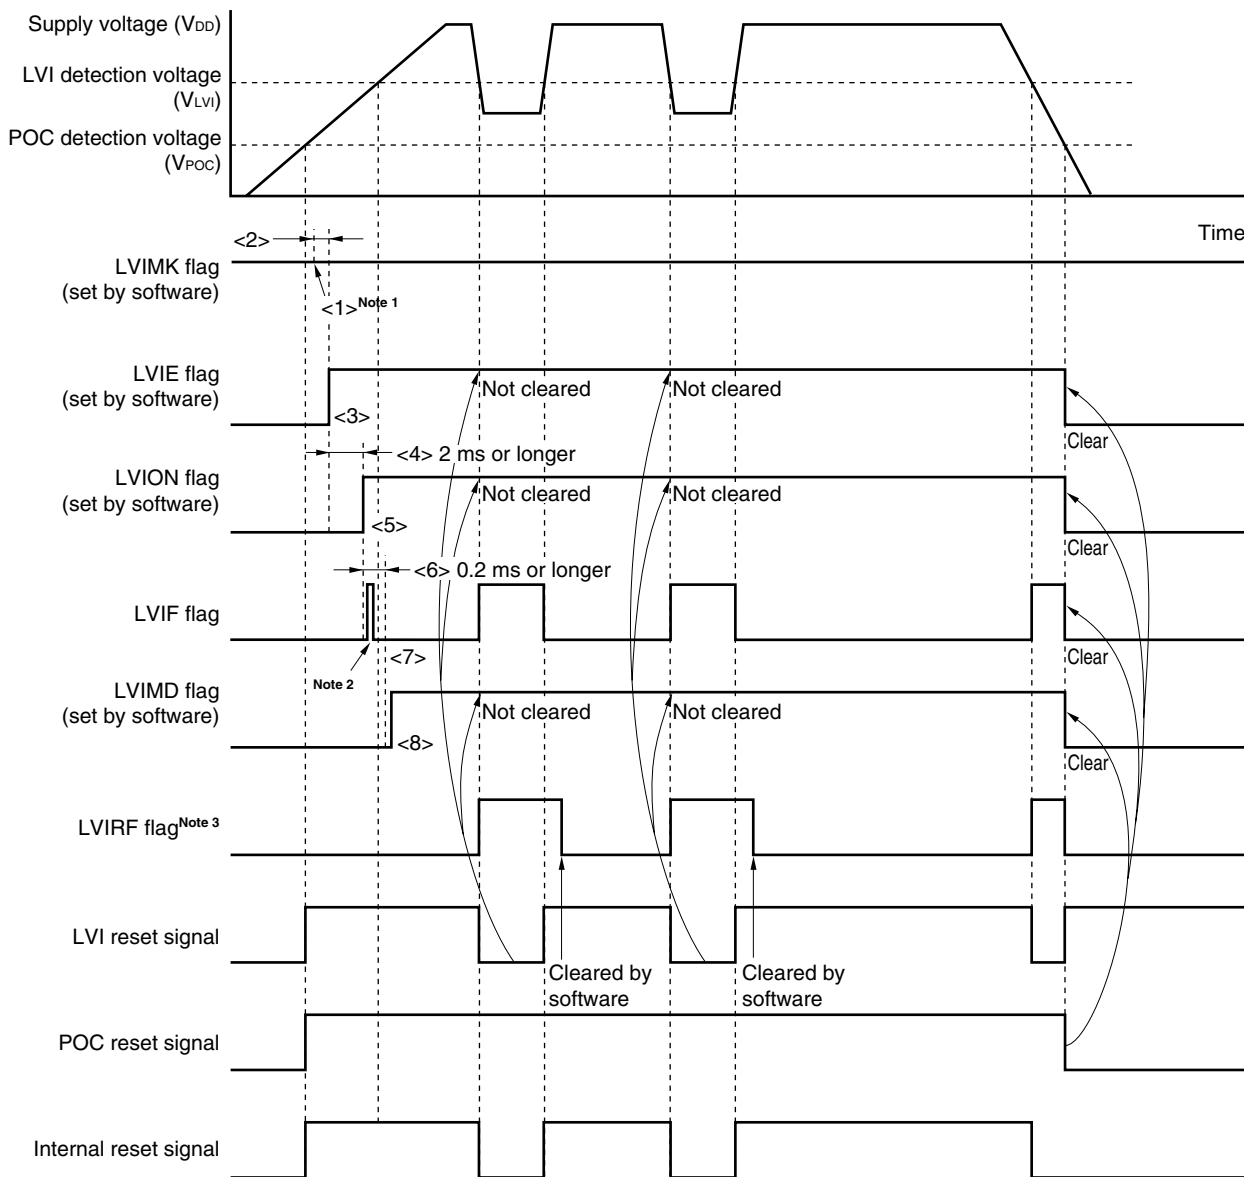 Supply voltage (VDD)
LVI detection voltage
(VLVI)
POC detection voltage
(VPOC)
Time
<2>
LVIMK flag
(set by software)
<1>Note 1
LVIE flag
(set by software)
Not cleared
Not cleared
<3>
Clear
<4> 2 ms or longer
LVION flag
(set by software)
Not cleared
Not cleared
<5>
Clear
<6> 0.2 ms or longer
LVIF flag
Note 2
<7>
Clear
LVIMD flag
(set by software)
Not cleared
Not cleared
<8>
Clear
LVIRF flagNote 3
LVI reset signal
Cleared by
software
Cleared by
software
POC reset signal
Internal reset signal